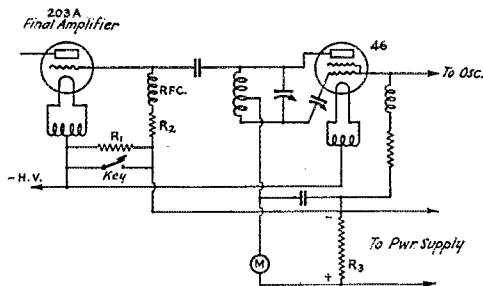 203A
Final Amplifier
46
To Osc.
RFC.
R2
R1
Key
- H.V.
-
To Pwr. Supply
M
R3
+